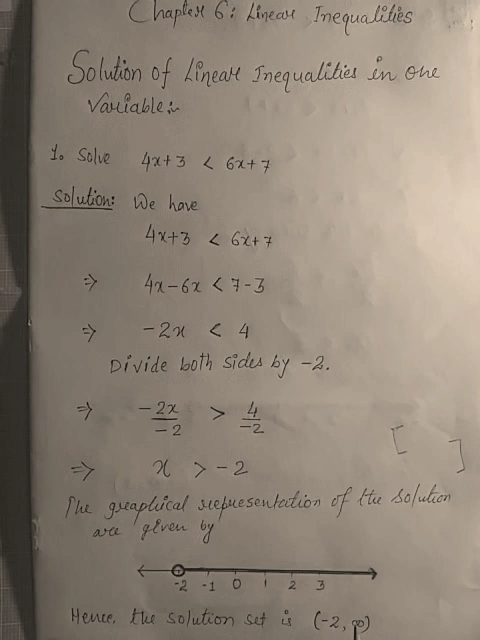 Chapter 6: Linear Inequalities
Solution of Linear Inequalities in one
Variable:-
1. Solve 4x+3 < 6x+7
Solution: We have
4x+3 < 6x+7
⇒ 4x-6x < 7-3
⇒ -2x < 4
Divide both sides by -2.
⇒ -2x/-2 > 4/-2
[ ]
⇒ x > -2
The graphical representation of the solution
are given by
-2 -1 0 1 2 3
Hence, the solution set is (-2, ∞)